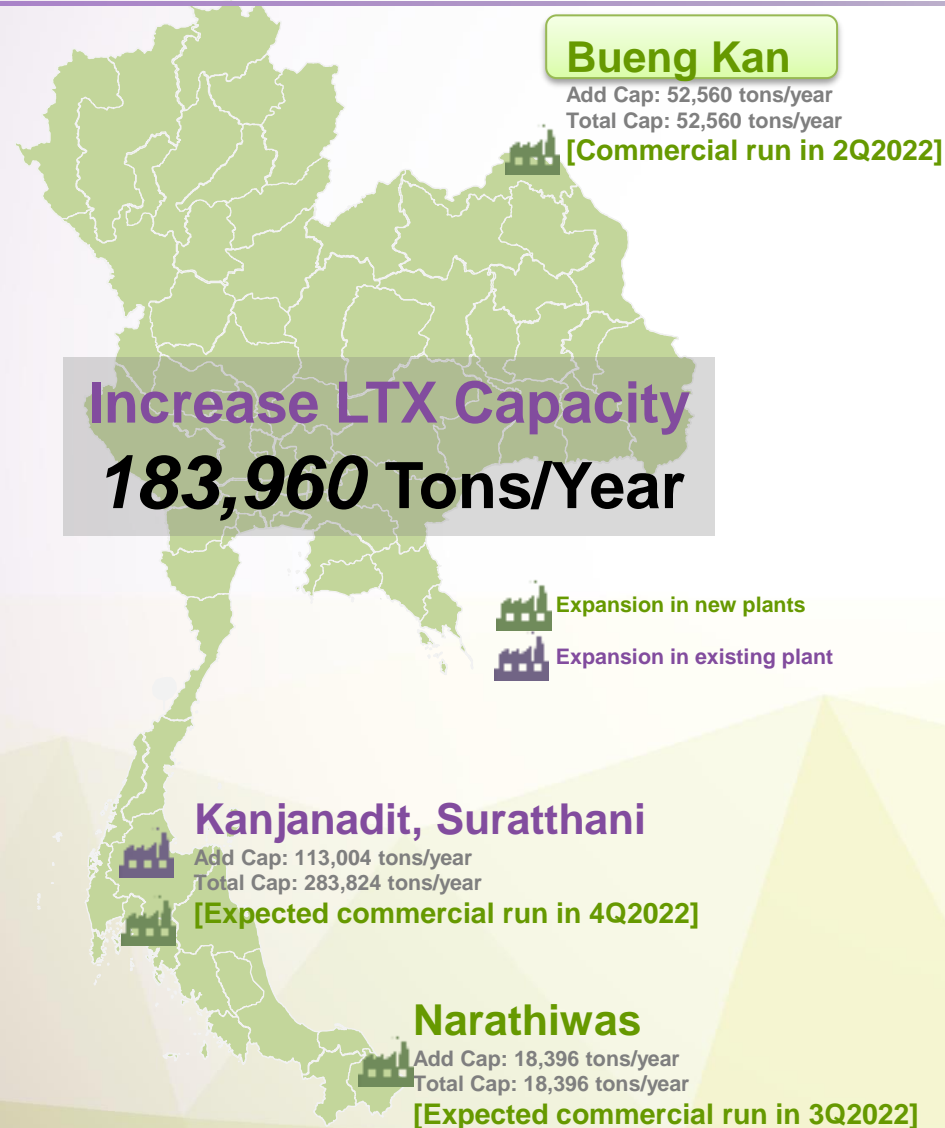 Bueng Kan
Add Cap: 52,560 tons/year
Total Cap: 52,560 tons/year
[Commercial run in 2Q2022]
Increase LTX Capacity
183,960 Tons/Year
Expansion in new plants
Expansion in existing plant
Kanjanadit, Suratthani
Add Cap: 113,004 tons/year
Total Cap: 283,824 tons/year
[Expected commercial run in 4Q2022]
Narathiwas
Add Cap: 18,396 tons/year
Total Cap: 18,396 tons/year
[Expected commercial run in 3Q2022]